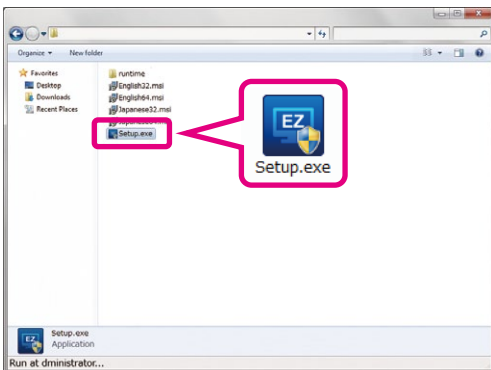 Organize New folder
Favorites
Desktop
Downloads
Recent Places
runtime
English32.msi
English64.msi
Japanese32.msi
Setup.exe
EZ
Setup.exe
EZ
Setup.exe
Application
Run at dministrator...